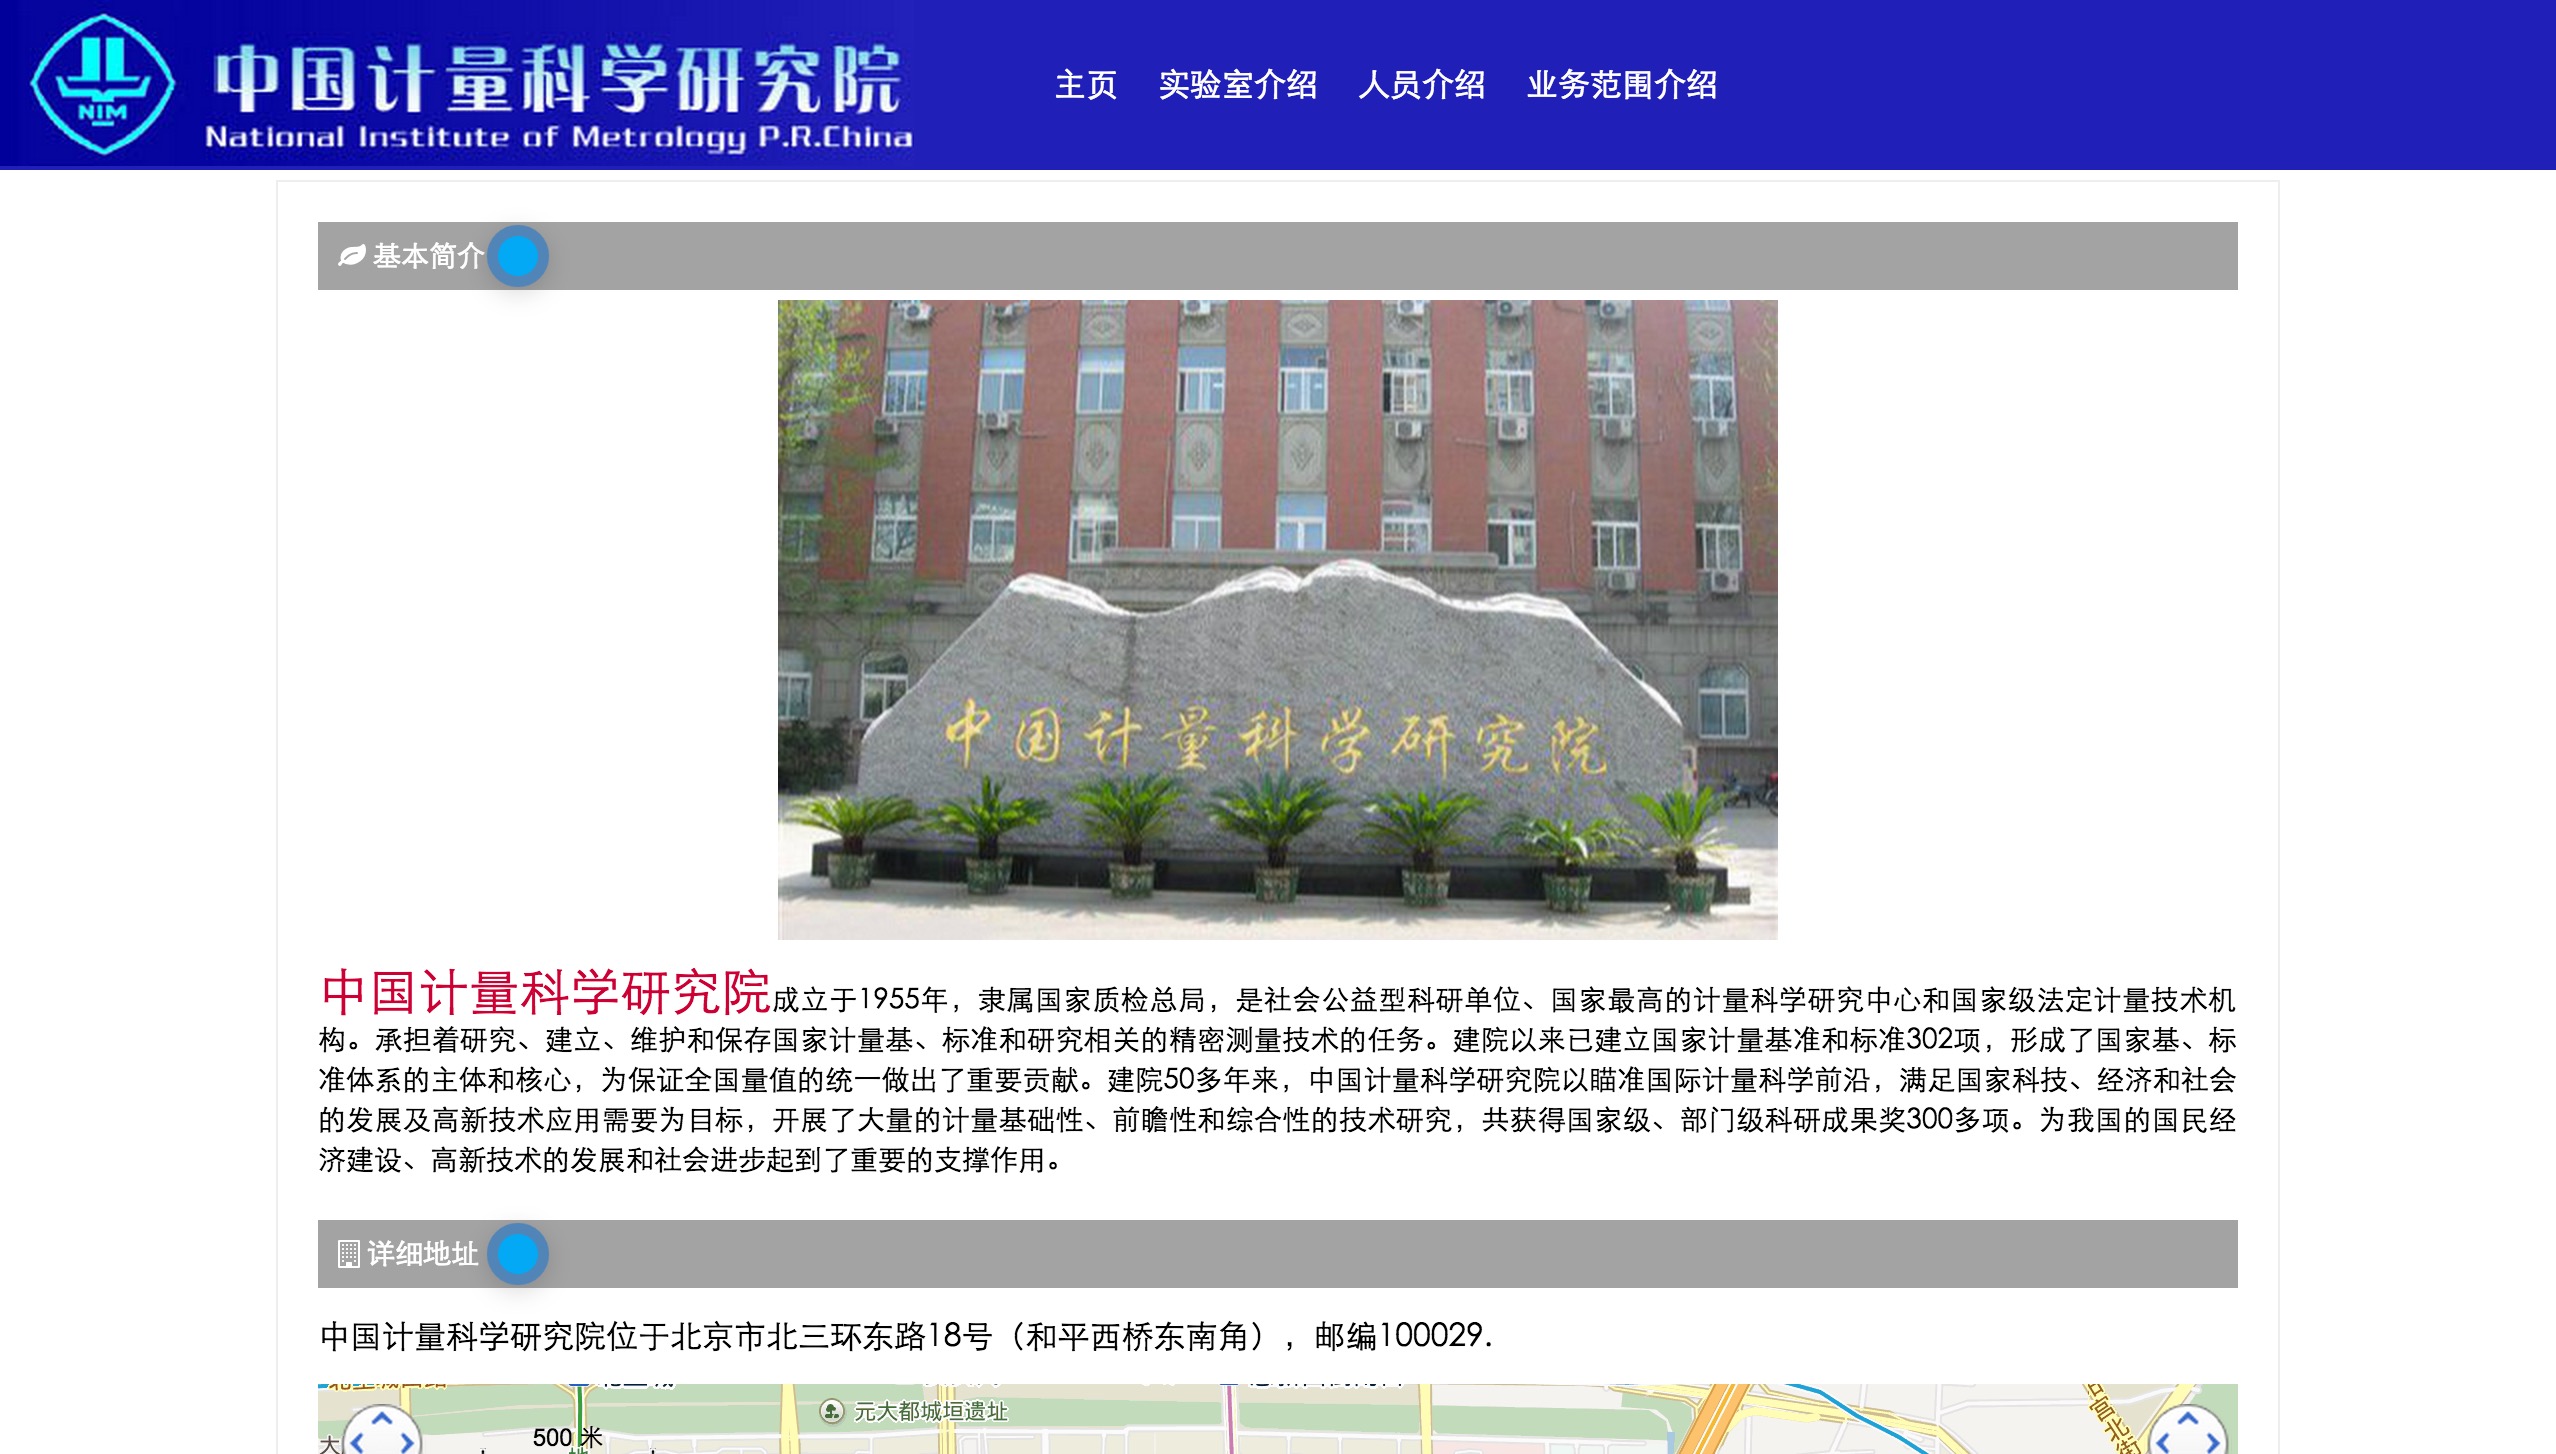 NIM
中国计量科学研究院
National Institute of Metrology P.R.China
主页 实验室介绍 人员介绍 业务范围介绍
基本简介
中国计量科学研究院
中国计量科学研究院成立于1955年，隶属国家质检总局，是社会公益型科研单位、国家最高的计量科学研究中心和国家级法定计量技术机
构。承担着研究、建立、维护和保存国家计量基、标准和研究相关的精密测量技术的任务。建院以来已建立国家计量基准和标准302项，形成了国家基、标
准体系的主体和核心，为保证全国量值的统一做出了重要贡献。建院50多年来，中国计量科学研究院以瞄准国际计量科学前沿，满足国家科技、经济和社会
的发展及高新技术应用需要为目标，开展了大量的计量基础性、前瞻性和综合性的技术研究，共获得国家级、部门级科研成果奖300多项。为我国的国民经
济建设、高新技术的发展和社会进步起到了重要的支撑作用。
详细地址
中国计量科学研究院位于北京市北三环东路18号（和平西桥东南角），邮编100029.
元大都城垣遗址
大
500 米
北街